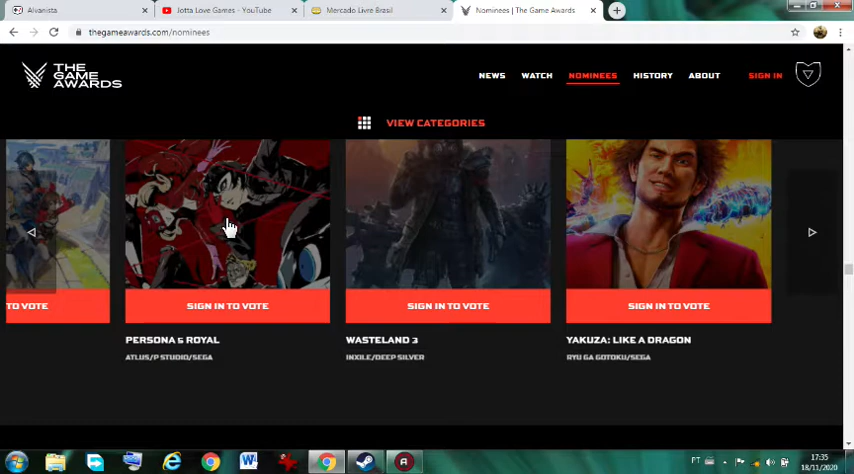 Alvanista
Jotta Love Games - YouTube
Mercado Livre Brasil
Nominees | The Game Awards
thegameawards.com/nominees
THE
GAME
AWARDS
NEWS WATCH NOMINEES HISTORY ABOUT SIGN IN
VIEW CATEGORIES
TO VOTE
SIGN IN TO VOTE
SIGN IN TO VOTE
SIGN IN TO VOTE
PERSONA 5 ROYAL
ATLUS/P STUDIO/SEGA
WASTELAND 3
INXILE/DEEP SILVER
YAKUZA: LIKE A DRAGON
RYU GA GOTOKU/SEGA
PT
17:35
18/11/2020